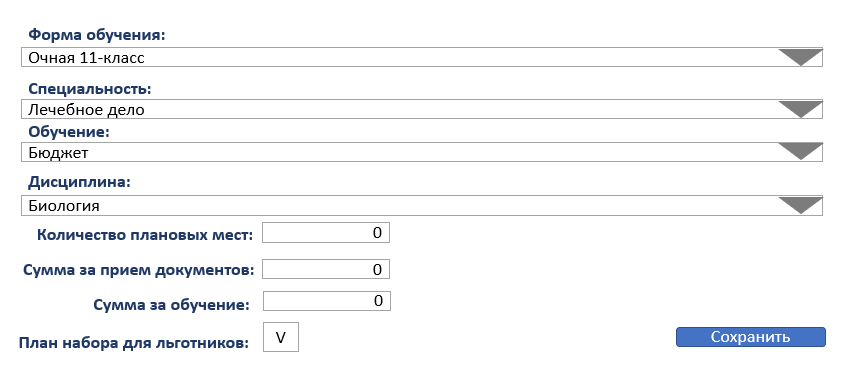 Форма обучения:
Очная 11-класс
Специальность:
Лечебное дело
Обучение:
Бюджет
Дисциплина:
Биология
Количество плановых мест: 0
Сумма за прием документов: 0
Сумма за обучение: 0
План набора для льготников: V
Сохранить